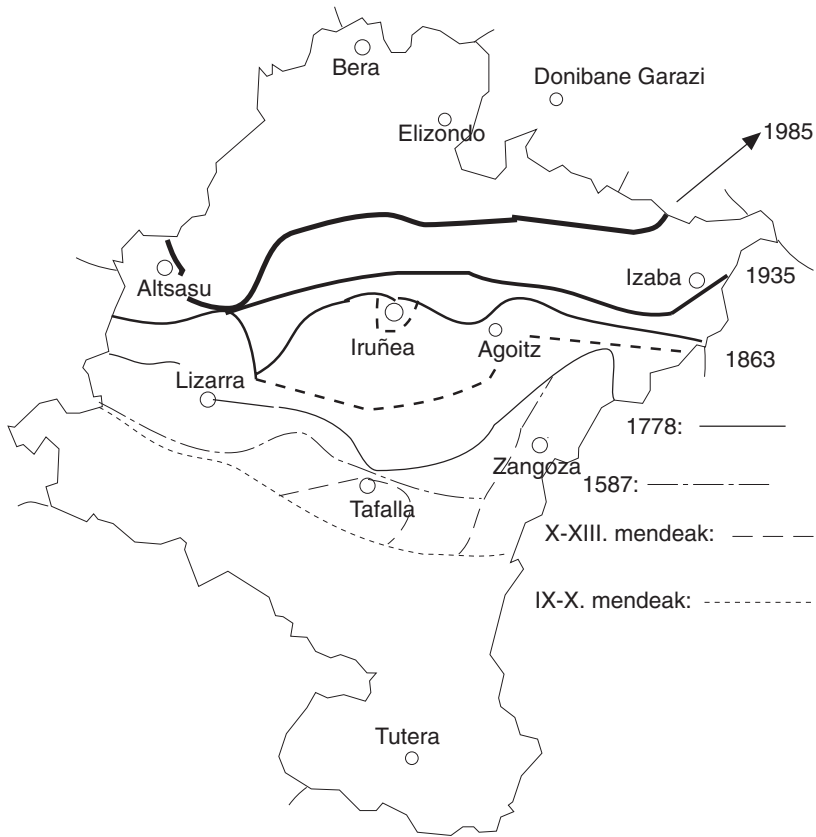 Bera
Donibane Garazi
Elizondo
1985
Altsasu
Izaba
1935
Iruñea
Agoitz
1863
Lizarra
1778:
Zangoza
1587:
Tafalla
X-XIII. mendeak:
IX-X. mendeak:
Tutera